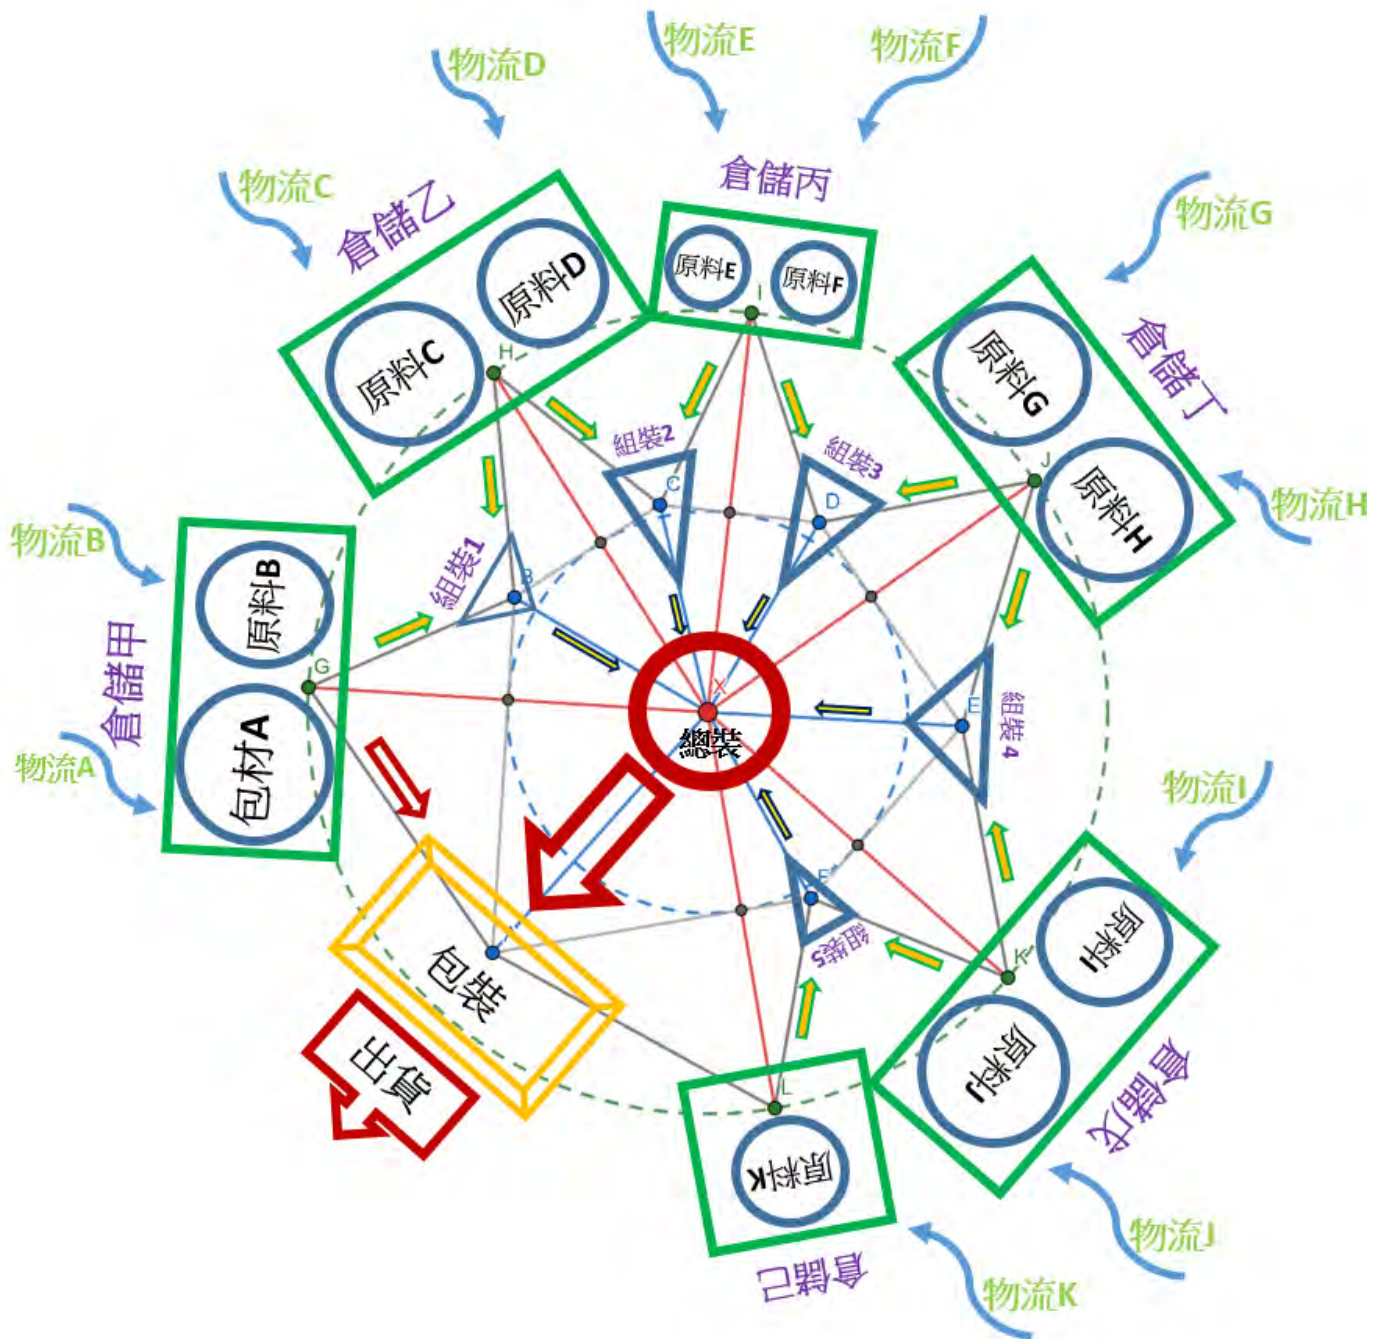 物流E
物流F
物流D
倉儲丙
物流C
物流G
倉儲乙
原料D
原料E
原料F
I
倉儲丁
原料C
H
原料G
組裝2
組裝3
J
C
D
原料H
物流H
物流B
原料B
組裝1
B
倉儲甲
G
X
E
組裝4
總裝
包材A
物流A
物流I
F
組裝5
原料I
包裝
K
出貨
原料J
倉儲戊
L
原料K
物流J
倉儲己
物流K